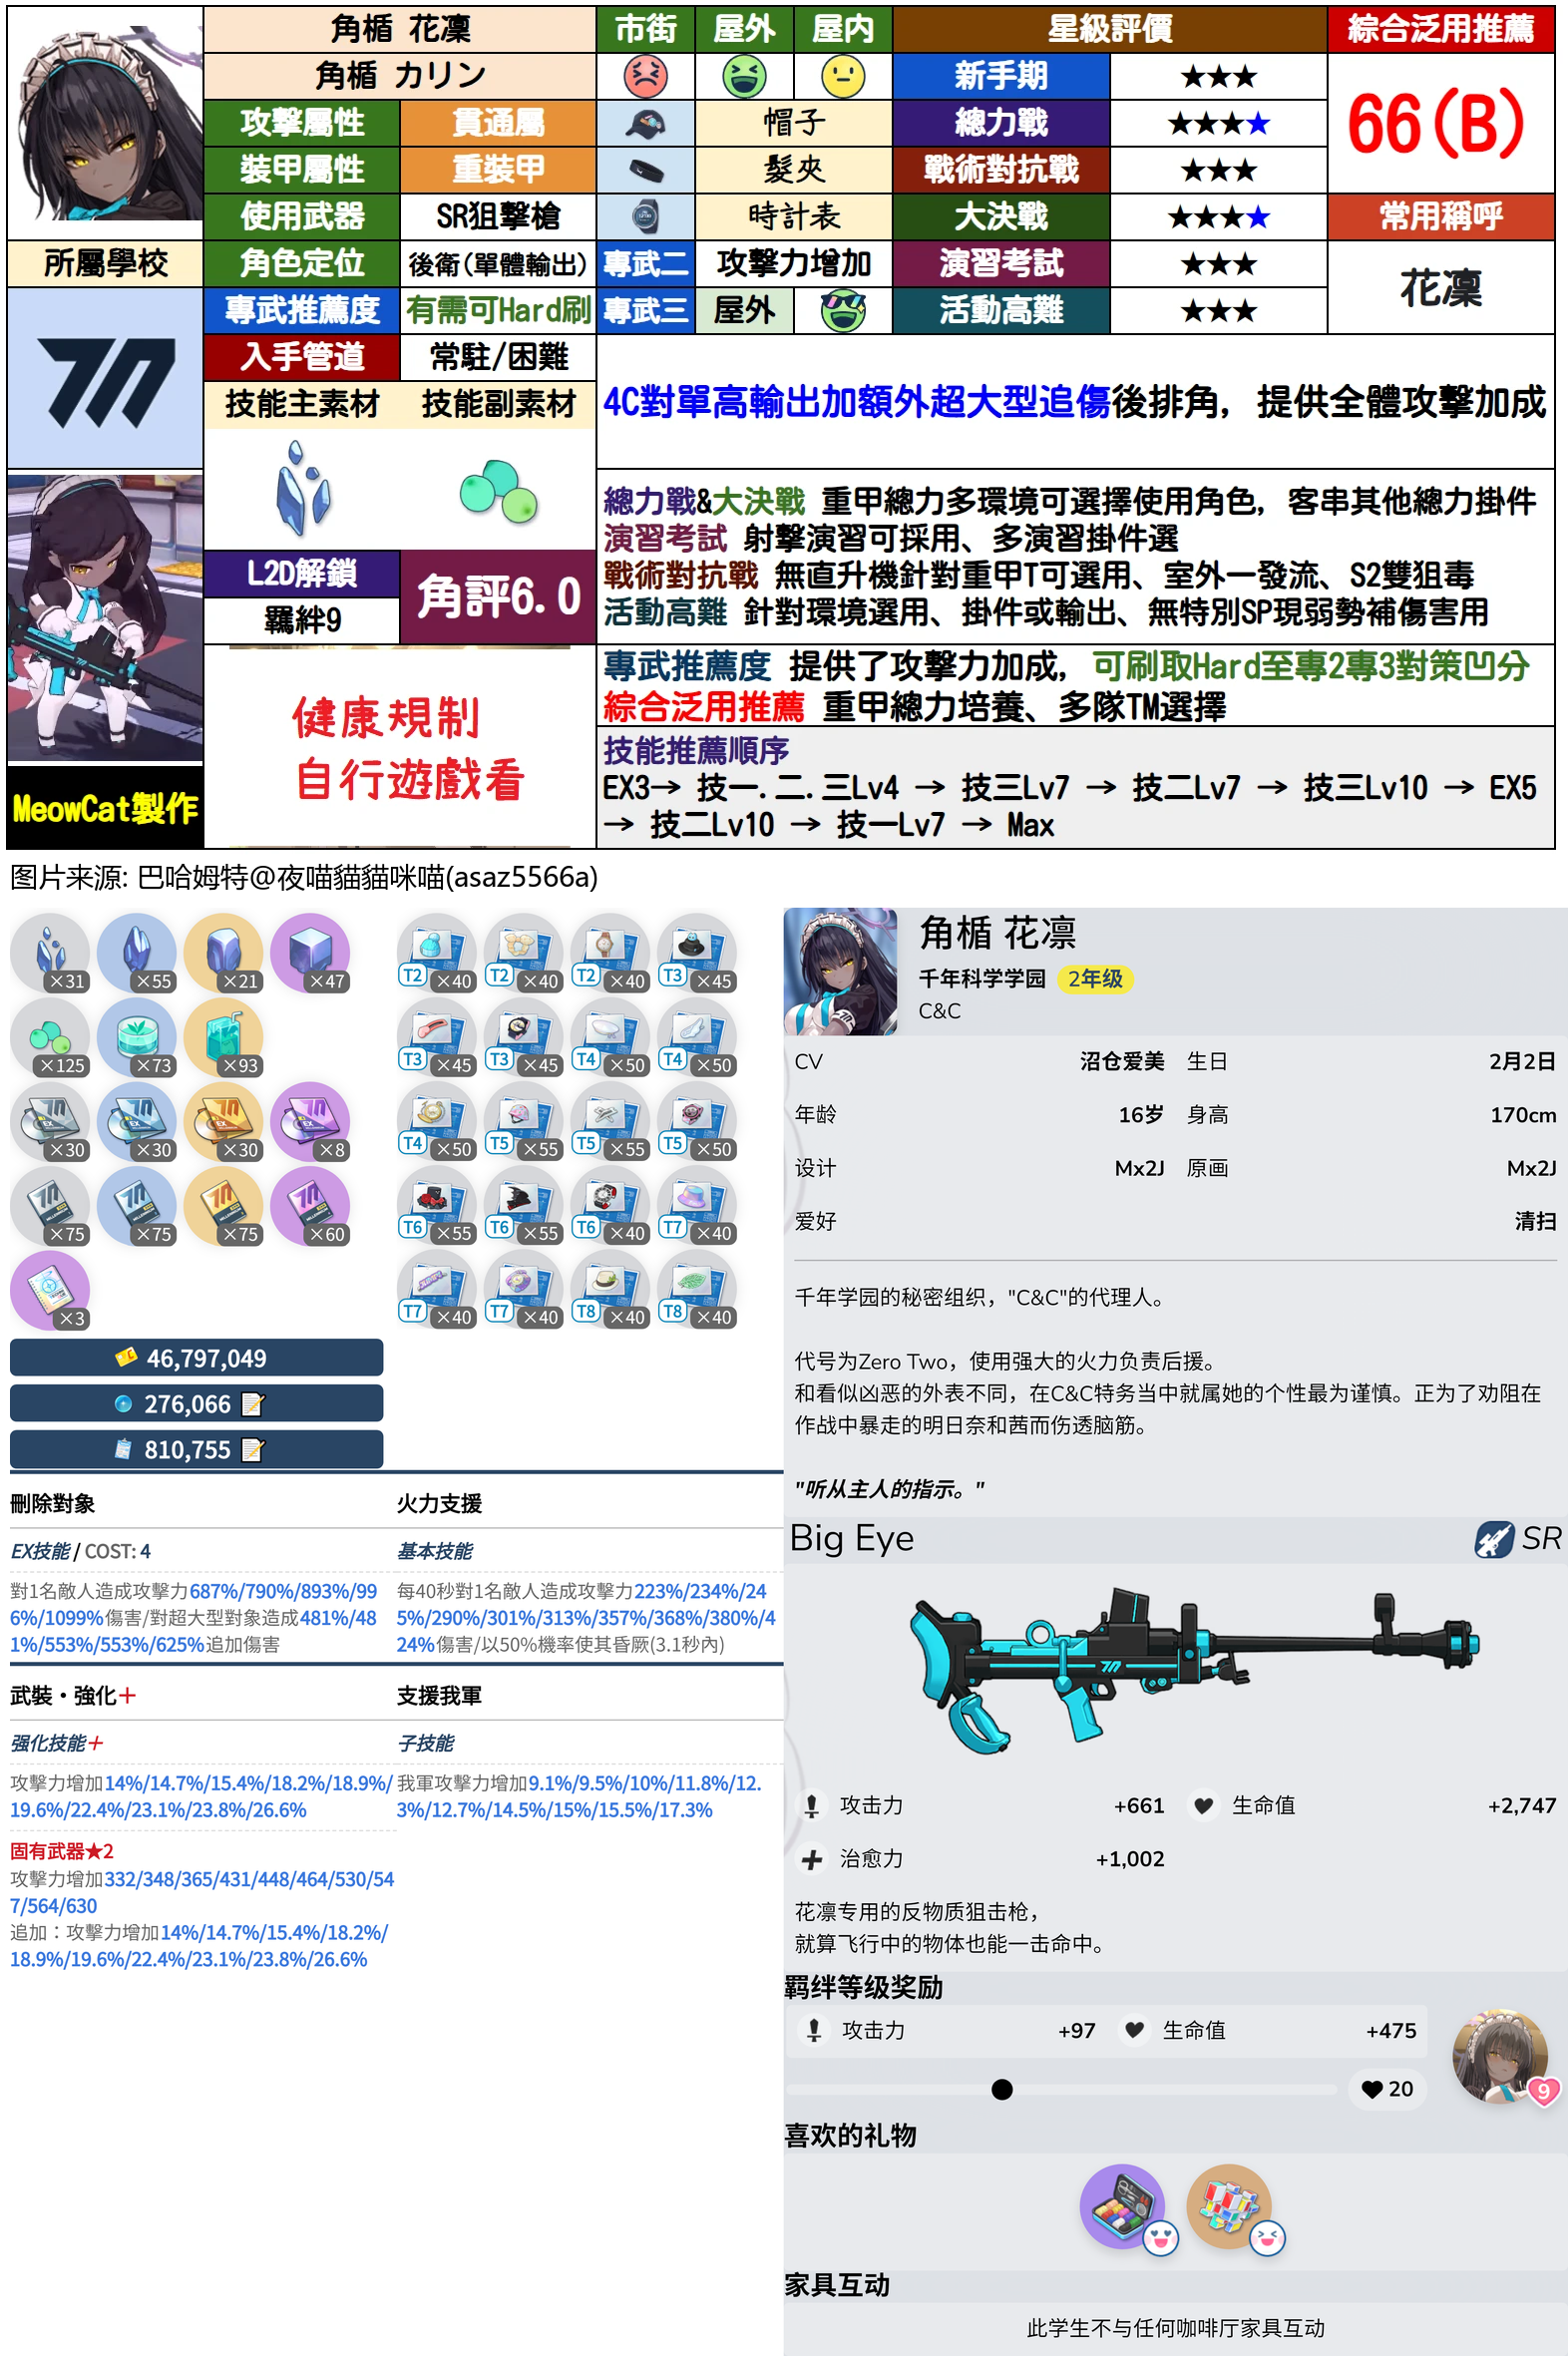 角楯 花凜
市街
屋外
屋内
星級評價
綜合泛用推薦
角楯 カリン
新手期
★★★
66(B)
攻擊屬性
貫通屬
帽子
總力戰
★★★★
裝甲屬性
重裝甲
髮夾
戰術對抗戰
★★★
使用武器
SR狙擊槍
時計表
大決戰
★★★★
常用稱呼
所屬學校
角色定位
後衛(單體輸出)
專武二
攻擊力增加
演習考試
★★★
花凜
專武推薦度
有需可Hard刷
專武三
屋外
活動高難
★★★
入手管道
常駐/困難
4C對單高輸出加額外超大型追傷後排角, 提供全體攻擊加成
技能主素材
技能副素材
總力戰&大決戰 重甲總力多環境可選擇使用角色, 客串其他總力掛件
演習考試 射擊演習可採用、多演習掛件選
戰術對抗戰 無直升機針對重甲T可選用、室外一發流、S2雙狙毒
活動高難 針對環境選用、掛件或輸出、無特別SP現弱勢補傷害用
L2D解鎖
角評6.0
羈絆9
專武推薦度 提供了攻擊力加成, 可刷取Hard至專2專3對策凹分
綜合泛用推薦 重甲總力培養、多隊TM選擇
健康規制
自行遊戲看
技能推薦順序
EX3→ 技一.二.三Lv4 → 技三Lv7 → 技二Lv7 → 技三Lv10 → EX5
→ 技二Lv10 → 技一Lv7 → Max
MeowCat製作
图片来源: 巴哈姆特@夜喵貓貓咪喵(asaz5566a)
×31
×55
×21
×47
×125
×73
×93
×30
×30
×30
×8
×75
×75
×75
×60
×3
T2 ×40
T2 ×40
T2 ×40
T3 ×45
T3 ×45
T3 ×45
T4 ×50
T4 ×50
T4 ×50
T5 ×55
T5 ×55
T5 ×50
T6 ×55
T6 ×55
T6 ×40
T7 ×40
T7 ×40
T7 ×40
T8 ×40
T8 ×40
46,797,049
276,066
810,755
刪除對象
EX技能 / COST: 4
對1名敵人造成攻擊力687%/790%/893%/99
6%/1099%傷害/對超大型對象造成481%/48
1%/553%/553%/625%追加傷害
火力支援
基本技能
每40秒對1名敵人造成攻擊力223%/234%/24
5%/290%/301%/313%/357%/368%/380%/4
24%傷害/以50%機率使其昏厥(3.1秒內)
武裝・強化+
强化技能+
攻擊力增加14%/14.7%/15.4%/18.2%/18.9%/
19.6%/22.4%/23.1%/23.8%/26.6%
固有武器★2
攻擊力增加332/348/365/431/448/464/530/54
7/564/630
追加：攻擊力增加14%/14.7%/15.4%/18.2%/
18.9%/19.6%/22.4%/23.1%/23.8%/26.6%
支援我軍
子技能
我軍攻擊力增加9.1%/9.5%/10%/11.8%/12.
3%/12.7%/14.5%/15%/15.5%/17.3%
角楯 花凛
千年科学学园 2年级
C&C
CV 沼仓爱美 生日 2月2日
年龄 16岁 身高 170cm
设计 Mx2J 原画 Mx2J
爱好 清扫
千年学园的秘密组织，"C&C"的代理人。
代号为Zero Two，使用强大的火力负责后援。
和看似凶恶的外表不同，在C&C特务当中就属她的个性最为谨慎。正为了劝阻在
作战中暴走的明日奈和茜而伤透脑筋。
"听从主人的指示。"
Big Eye
SR
攻击力 +661 生命值 +2,747
治愈力 +1,002
花凛专用的反物质狙击枪，
就算飞行中的物体也能一击命中。
羁绊等级奖励
攻击力 +97 生命值 +475
20
9
喜欢的礼物
家具互动
此学生不与任何咖啡厅家具互动